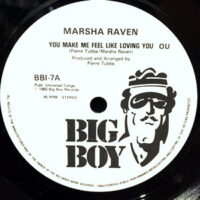 MARSHA RAVEN
YOU MAKE ME FEEL LIKE LOVING YOU OU
(Pierre Tubbs/Marsha Raven)
Produced and Arranged by
Pierre Tubbs
BBI-7A
Publ. Universal Songs
℗1983 Big Boy Records
45 RPM STEREO
BIG
BOY